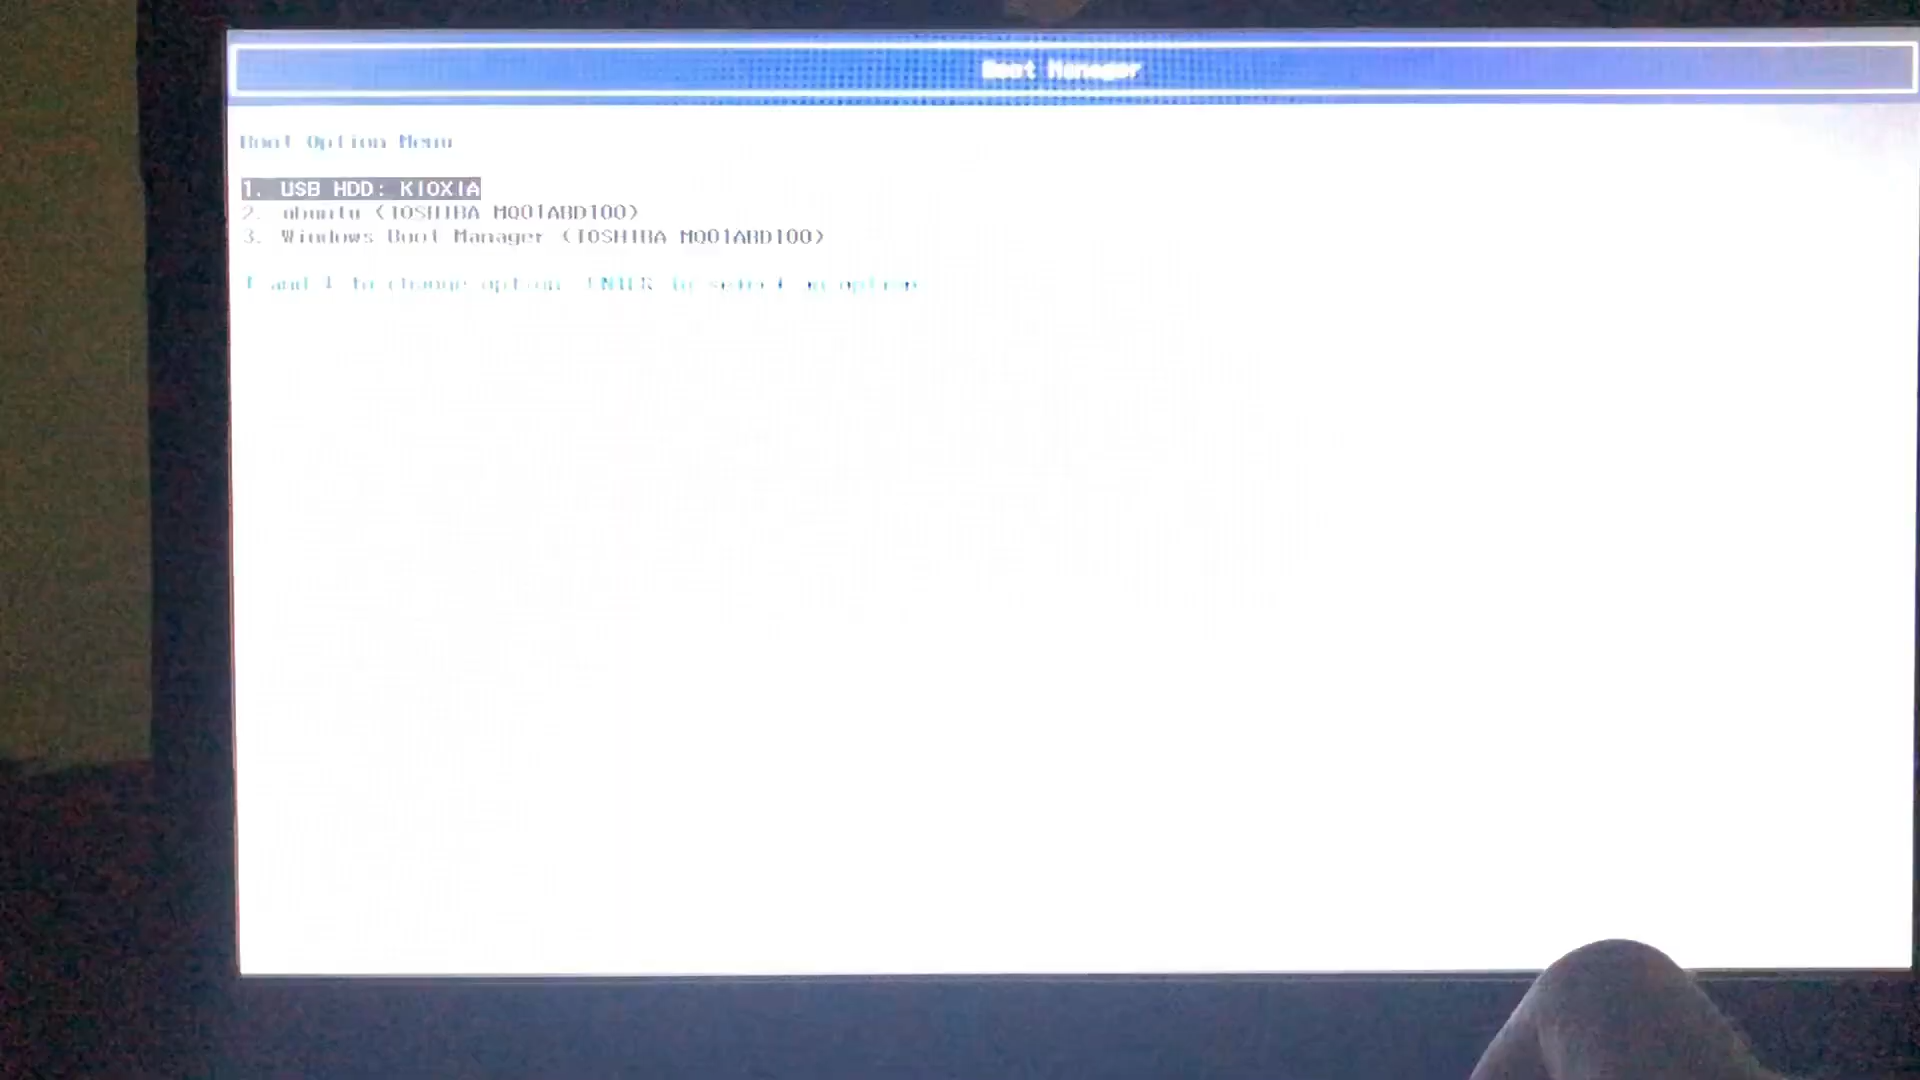 Boot Manager
Boot Option Menu
1. USB HDD: KIOXIA
2. ubuntu (TOSHIBA MQ01ABD100)
3. Windows Boot Manager (TOSHIBA MQ01ABD100)
↑ and ↓ to change option, ENTER to select an option